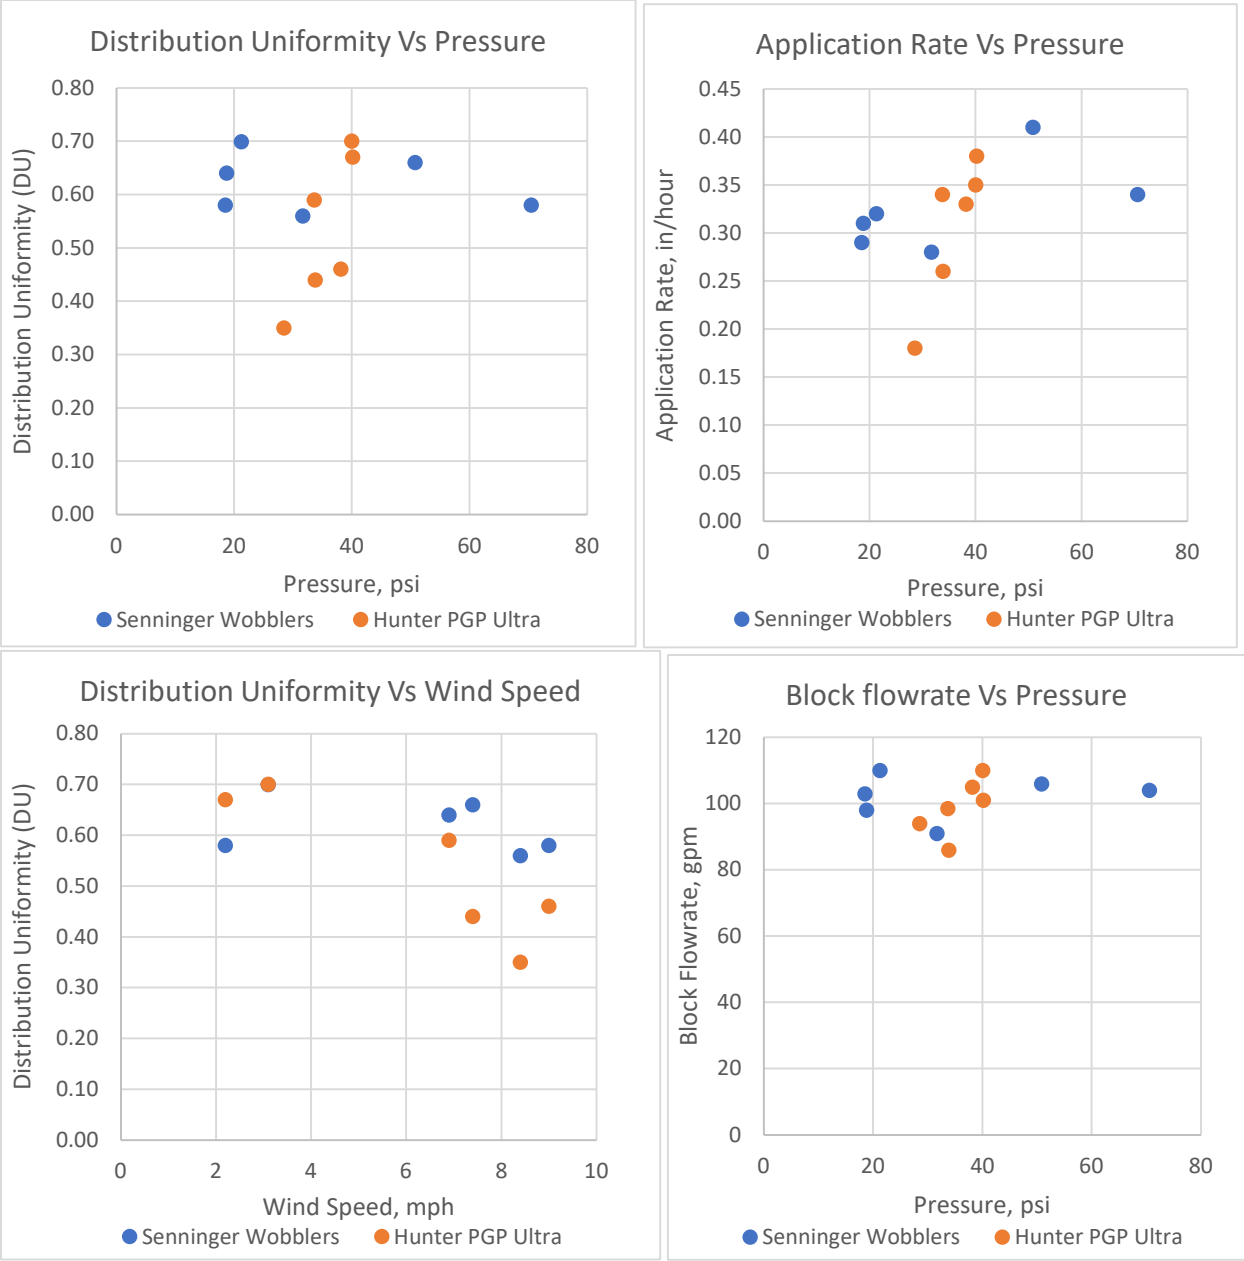 Distribution Uniformity Vs Pressure
Distribution Uniformity (DU)
0.80
0.70
0.60
0.50
0.40
0.30
0.20
0.10
0.00
0 20 40 60 80
Pressure, psi
Senninger Wobblers Hunter PGP Ultra
Application Rate Vs Pressure
Application Rate, in/hour
0.45
0.40
0.35
0.30
0.25
0.20
0.15
0.10
0.05
0.00
0 20 40 60 80
Pressure, psi
Senninger Wobblers Hunter PGP Ultra
Distribution Uniformity Vs Wind Speed
Distribution Uniformity (DU)
0.80
0.70
0.60
0.50
0.40
0.30
0.20
0.10
0.00
0 2 4 6 8 10
Wind Speed, mph
Senninger Wobblers Hunter PGP Ultra
Block flowrate Vs Pressure
Block Flowrate, gpm
120
100
80
60
40
20
0
0 20 40 60 80
Pressure, psi
Senninger Wobblers Hunter PGP Ultra